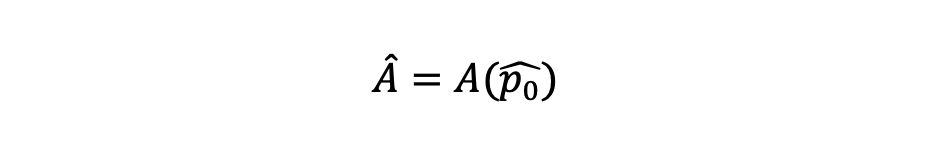 Â = A(p̂₀)